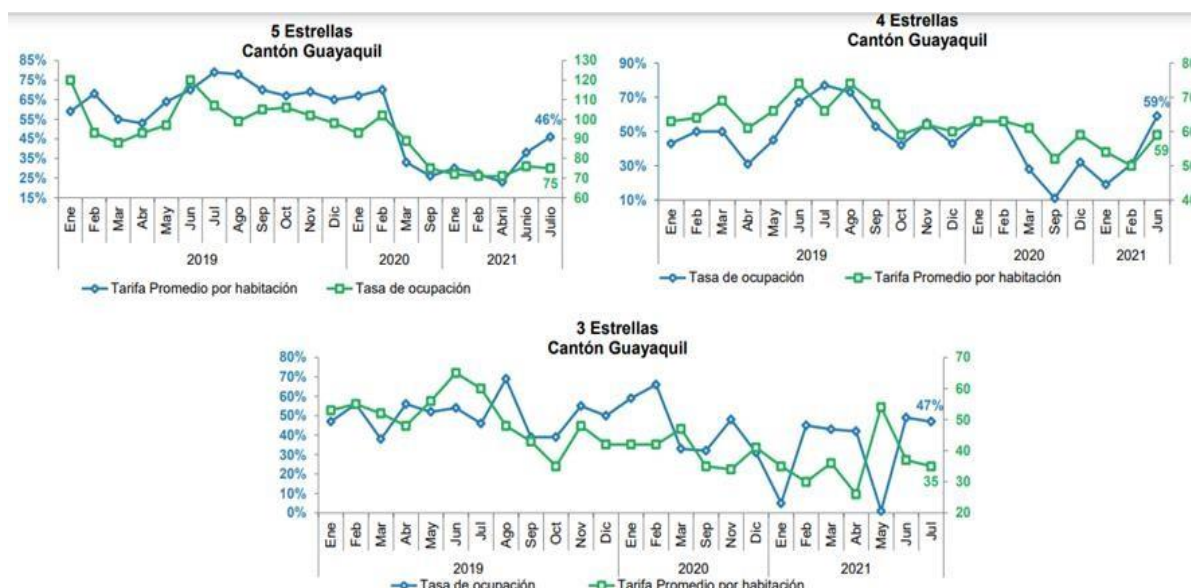 5 Estrellas
Cantón Guayaquil
85%
75%
65%
55%
45%
35%
25%
15%
130
120
110
100
90
80
70
60
46%
75
Ene Feb Mar Abr May Jun Jul Ago Sep Oct Nov Dic Ene Feb Mar Sep Ene Feb Abril Junio Julio
2019 2020 2021
Tarifa Promedio por habitación Tasa de ocupación
4 Estrellas
Cantón Guayaquil
90%
70%
50%
30%
10%
59%
59
Ene Feb Mar Abr May Jun Jul Ago Sep Oct Nov Dic Ene Feb Mar Sep Dic Ene Feb Jun
2019 2020 2021
Tasa de ocupación Tarifa Promedio por habitación
3 Estrellas
Cantón Guayaquil
80%
70%
60%
50%
40%
30%
20%
10%
0%
70
60
50
40
30
20
47%
35
Ene Feb Mar Abr May Jun Jul Ago Sep Oct Nov Dic Ene Feb Mar Sep Nov Dic Ene Feb Mar Abr May Jun Jul
2019 2020 2021
Tasa de ocupación Tarifa Promedio por habitación